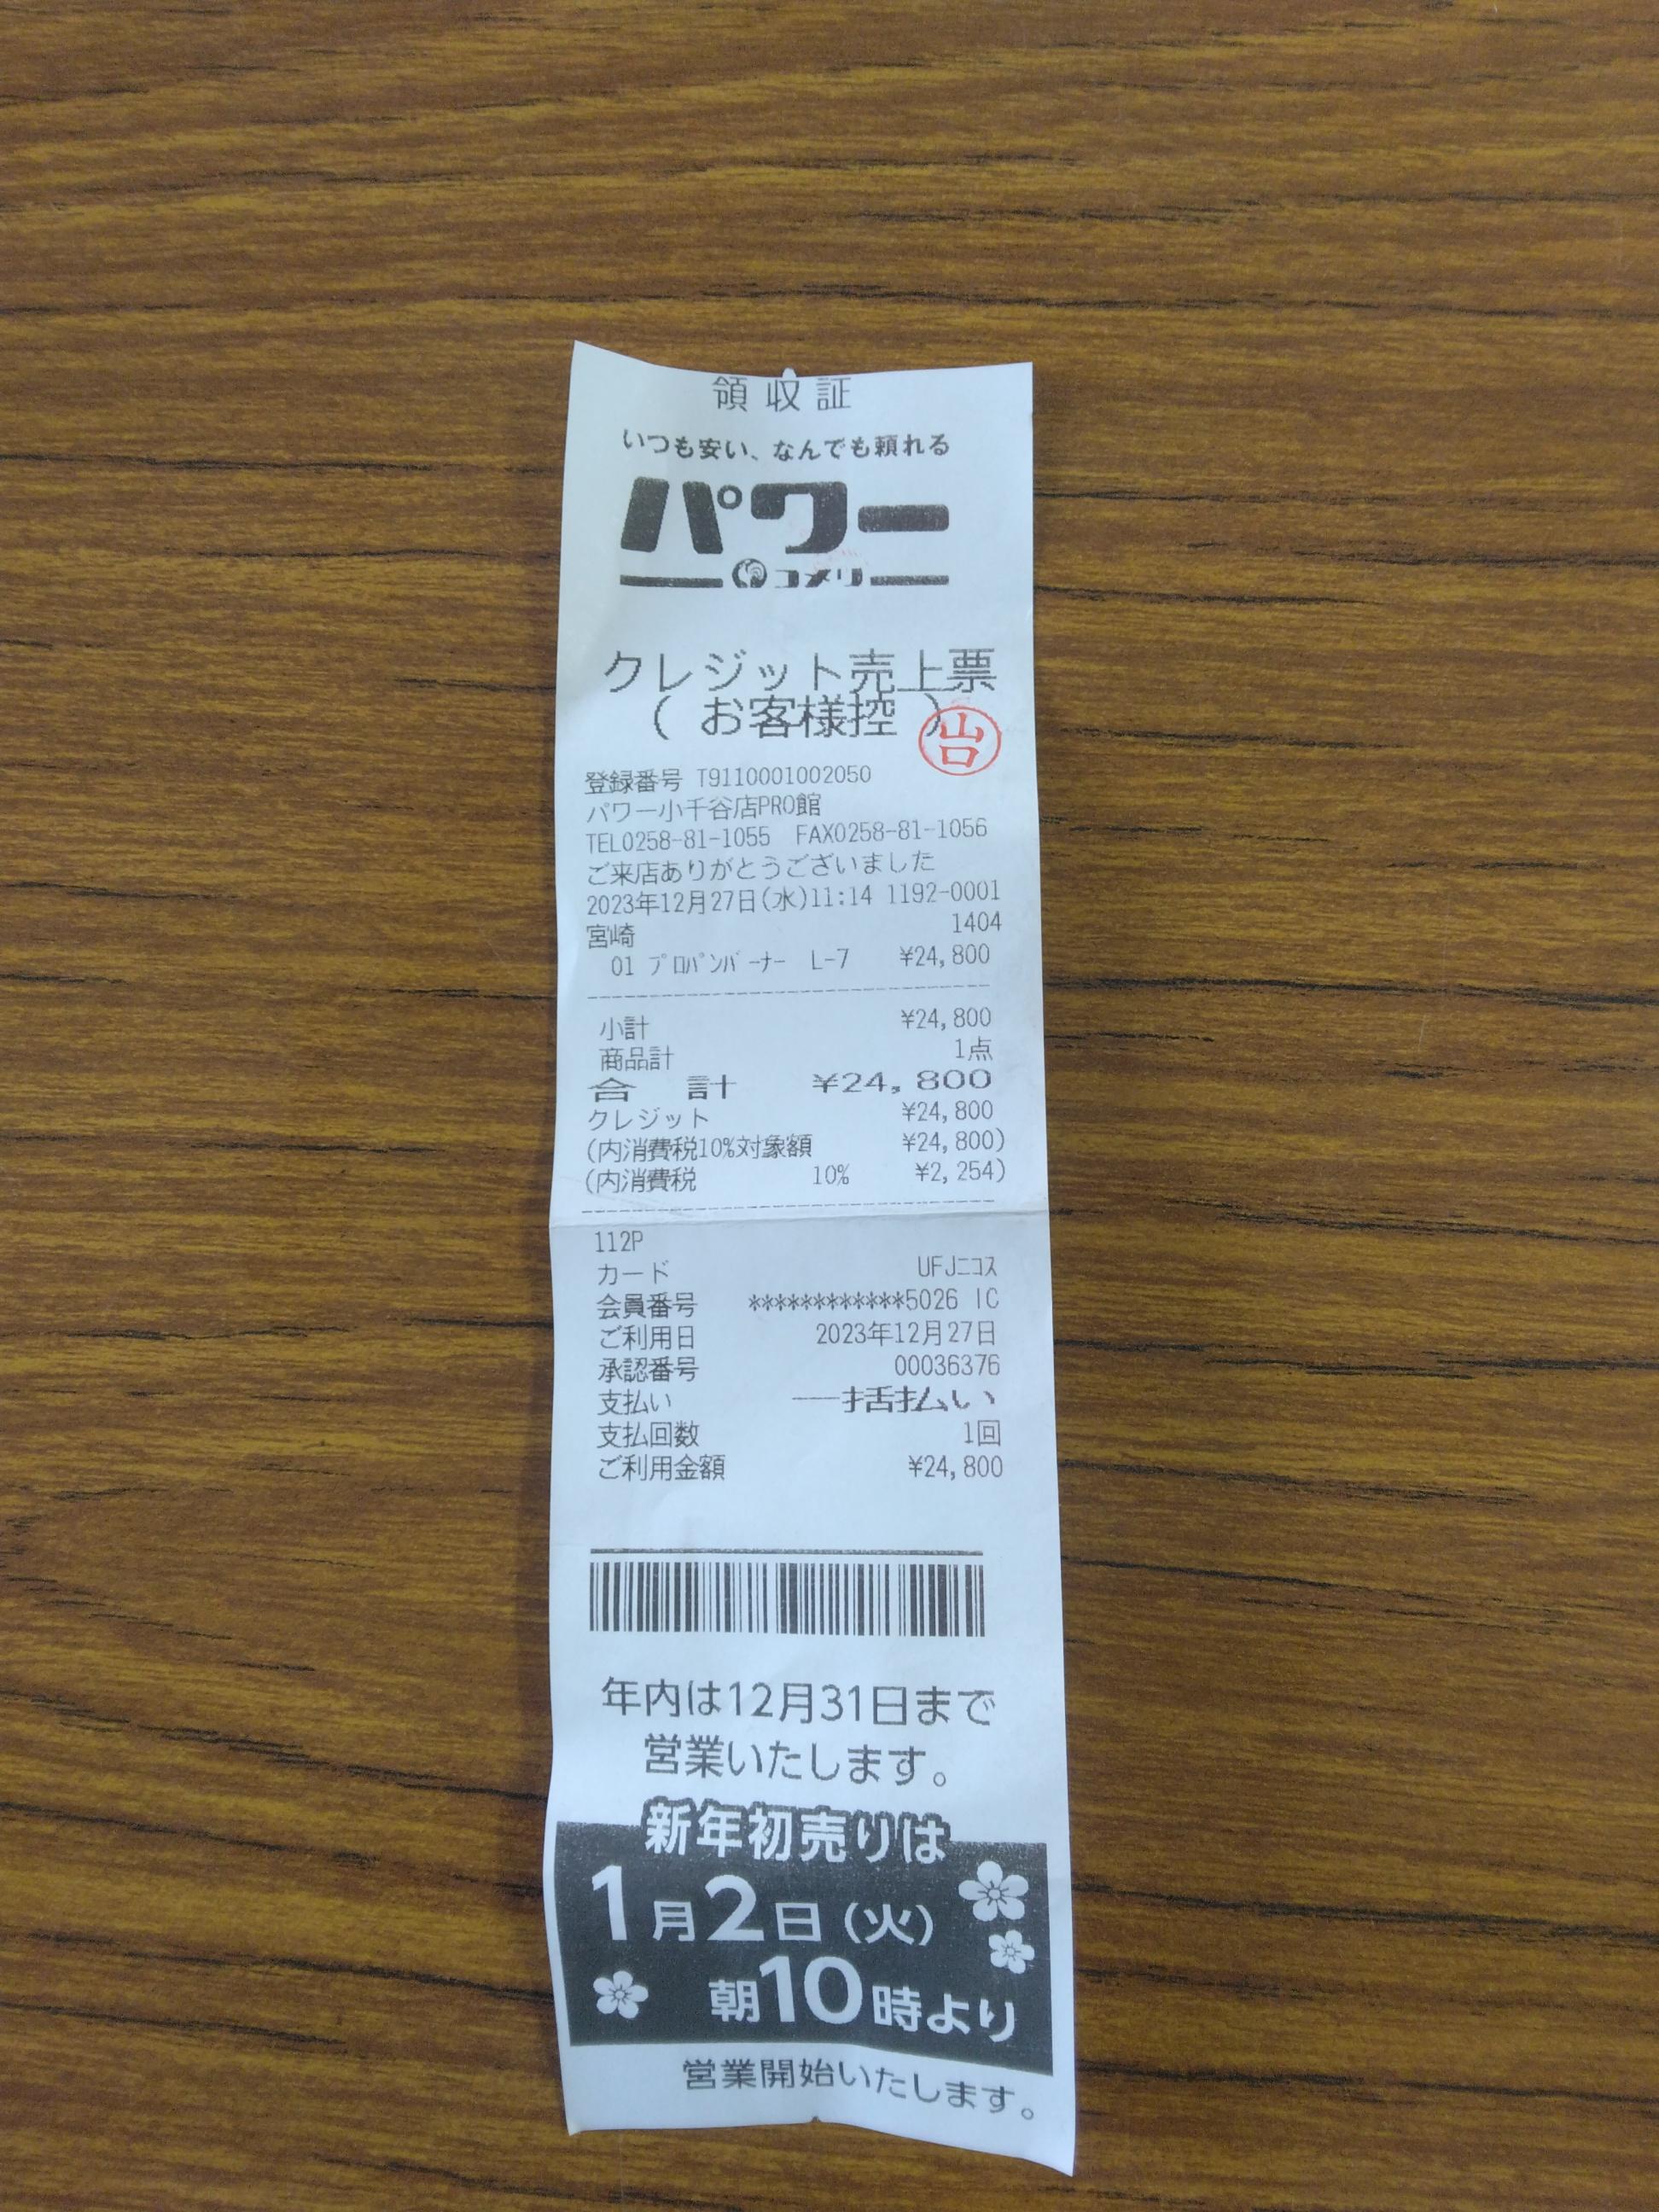 領収証
いつも安い、なんでも頼れる
パワー
コメリ
クレジット売上票
( お客様控 )
山口
登録番号 T9110001002050
パワー小千谷店PRO館
TEL0258-81-1055 FAX0258-81-1056
ご来店ありがとうございました
2023年12月27日(水)11:14 1192-0001
宮崎 1404
01 ﾌﾟﾛﾊﾟﾝﾊﾞｰﾅｰ L-7 ¥24,800
小計 ¥24,800
商品計 1点
合 計 ¥24,800
クレジット ¥24,800
(内消費税10%対象額 ¥24,800)
(内消費税 10% ¥2,254)
112P
カード UFJﾆｺｽ
会員番号 ************5026 IC
ご利用日 2023年12月27日
承認番号 00036376
支払い 一括払い
支払回数 1回
ご利用金額 ¥24,800
年内は12月31日まで
営業いたします。
新年初売りは
1月2日(火)
朝10時より
営業開始いたします。